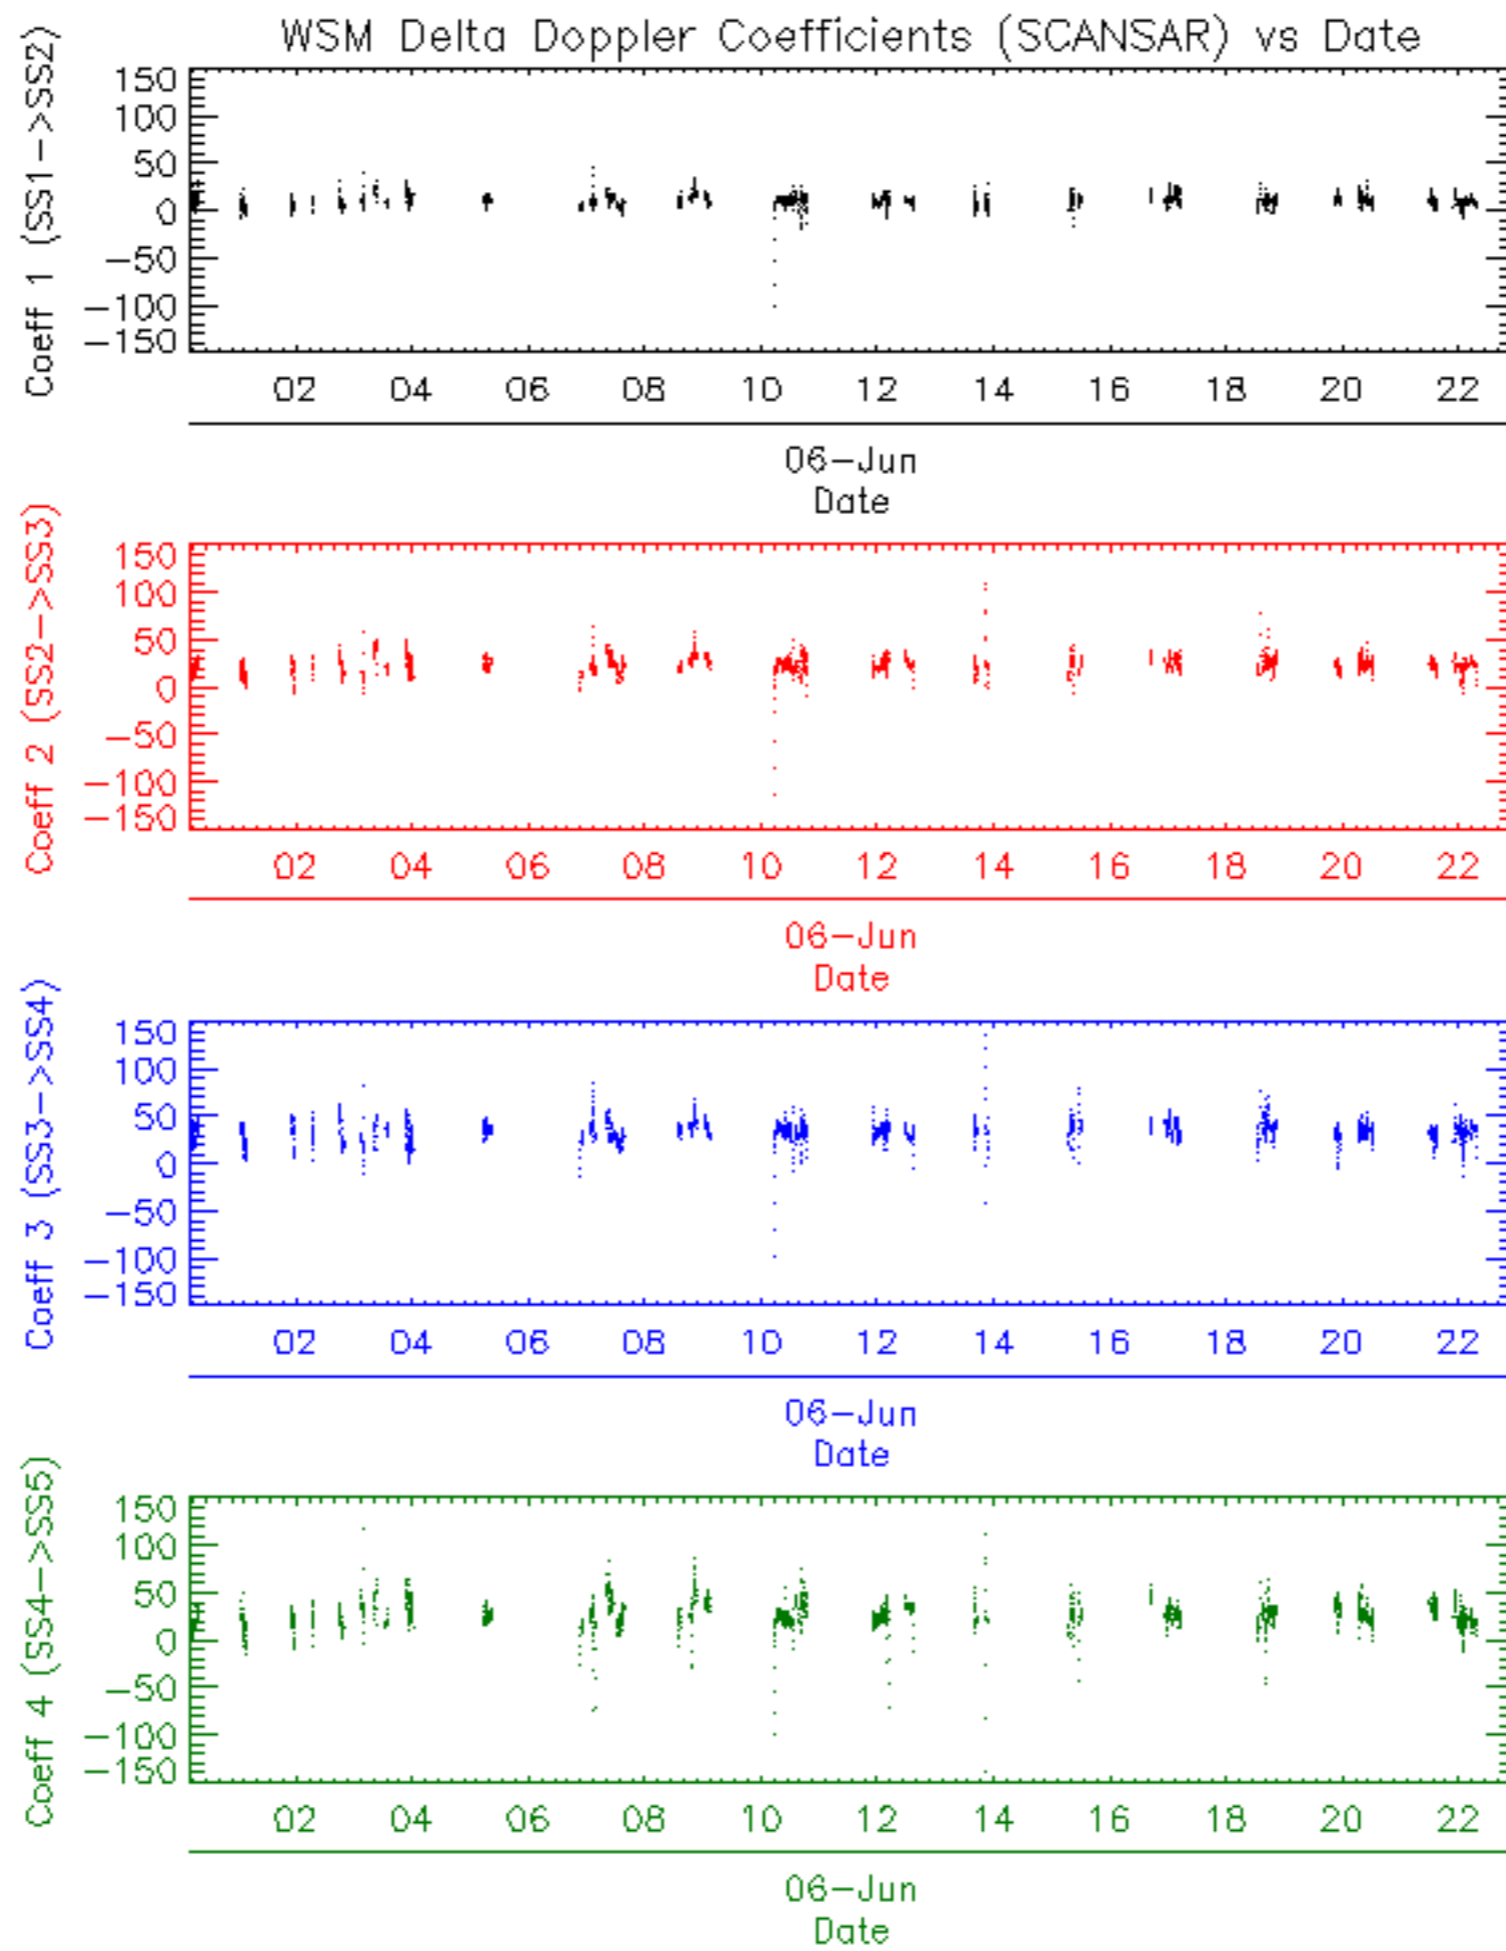 WSM Delta Doppler Coefficients (SCANSAR) vs Date
Coeff 1 (SS1->SS2)
150
100
50
0
-50
-100
-150
02 04 06 08 10 12 14 16 18 20 22
06-Jun
Date
Coeff 2 (SS2->SS3)
150
100
50
0
-50
-100
-150
02 04 06 08 10 12 14 16 18 20 22
06-Jun
Date
Coeff 3 (SS3->SS4)
150
100
50
0
-50
-100
-150
02 04 06 08 10 12 14 16 18 20 22
06-Jun
Date
Coeff 4 (SS4->SS5)
150
100
50
0
-50
-100
-150
02 04 06 08 10 12 14 16 18 20 22
06-Jun
Date